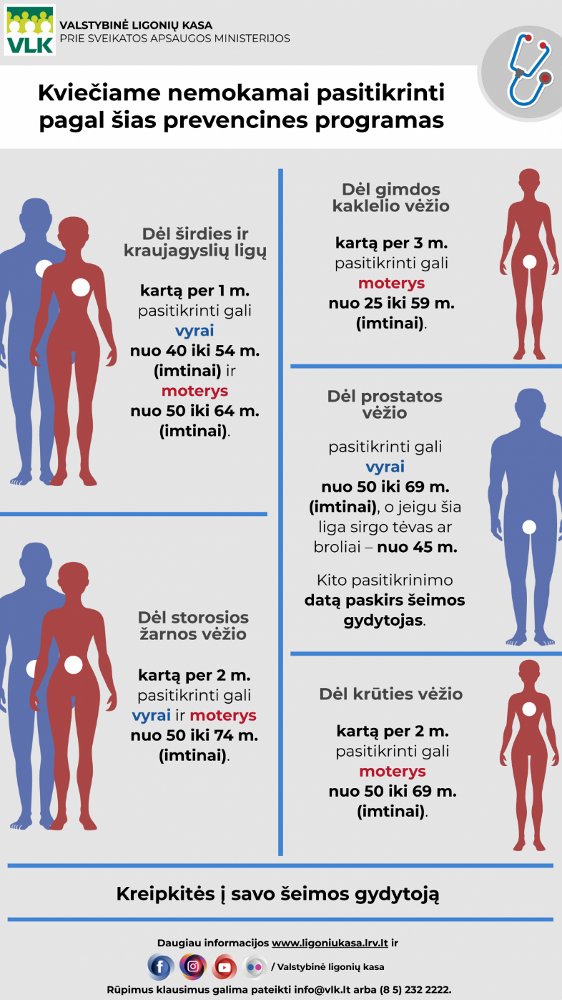 VLK
VALSTYBINĖ LIGONIŲ KASA
PRIE SVEIKATOS APSAUGOS MINISTERIJOS
Kviečiame nemokamai pasitikrinti
pagal šias prevencines programas
Dėl širdies ir
kraujagyslių ligų
kartą per 1 m.
pasitikrinti gali
vyrai
nuo 40 iki 54 m.
(imtinai) ir
moterys
nuo 50 iki 64 m.
(imtinai).
Dėl storosios
žarnos vėžio
kartą per 2 m.
pasitikrinti gali
vyrai ir moterys
nuo 50 iki 74 m.
(imtinai).
Dėl gimdos
kaklelio vėžio
kartą per 3 m.
pasitikrinti gali
moterys
nuo 25 iki 59 m.
(imtinai).
Dėl prostatos
vėžio
pasitikrinti gali
vyrai
nuo 50 iki 69 m.
(imtinai), o jeigu šia
liga sirgo tėvas ar
broliai – nuo 45 m.
Kito pasitikrinimo
datą paskirs šeimos
gydytojas.
Dėl krūties vėžio
kartą per 2 m.
pasitikrinti gali
moterys
nuo 50 iki 69 m.
(imtinai).
Kreipkitės į savo šeimos gydytoją
Daugiau informacijos www.ligoniukasa.lrv.lt ir
/ Valstybinė ligonių kasa
Rūpimus klausimus galima pateikti info@vlk.lt arba (8 5) 232 2222.